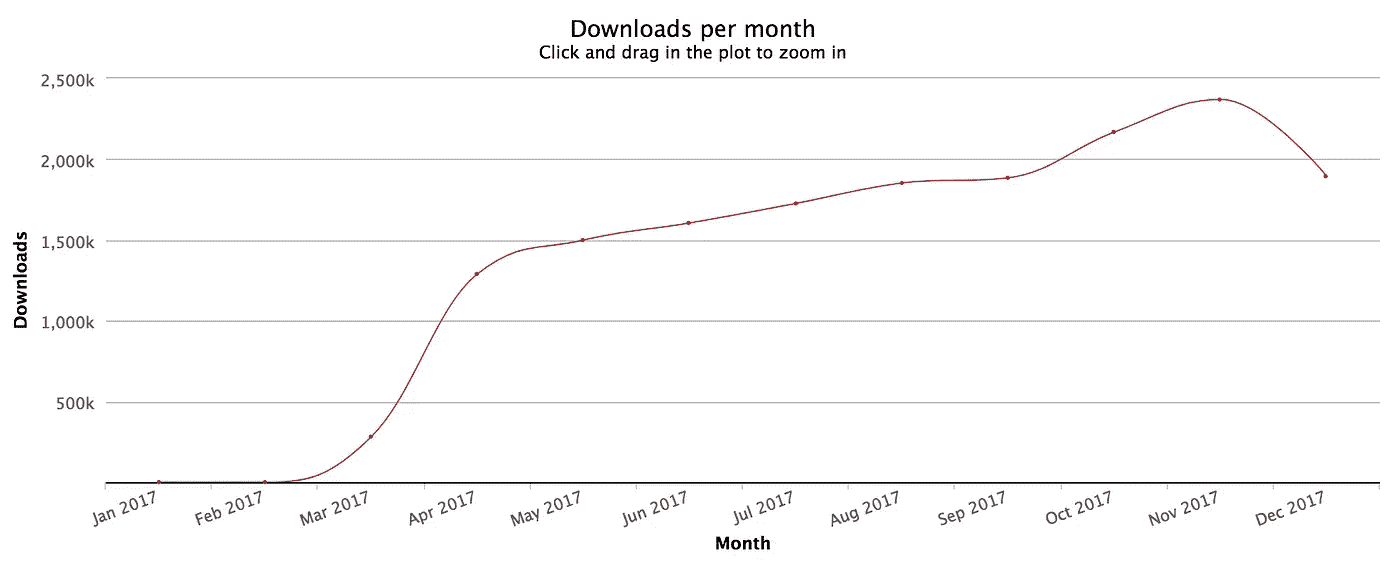 Downloads per month
Click and drag in the plot to zoom in
2,500k
2,000k
1,500k
1,000k
500k
Downloads
Jan 2017
Feb 2017
Mar 2017
Apr 2017
May 2017
Jun 2017
Jul 2017
Aug 2017
Sep 2017
Oct 2017
Nov 2017
Dec 2017
Month